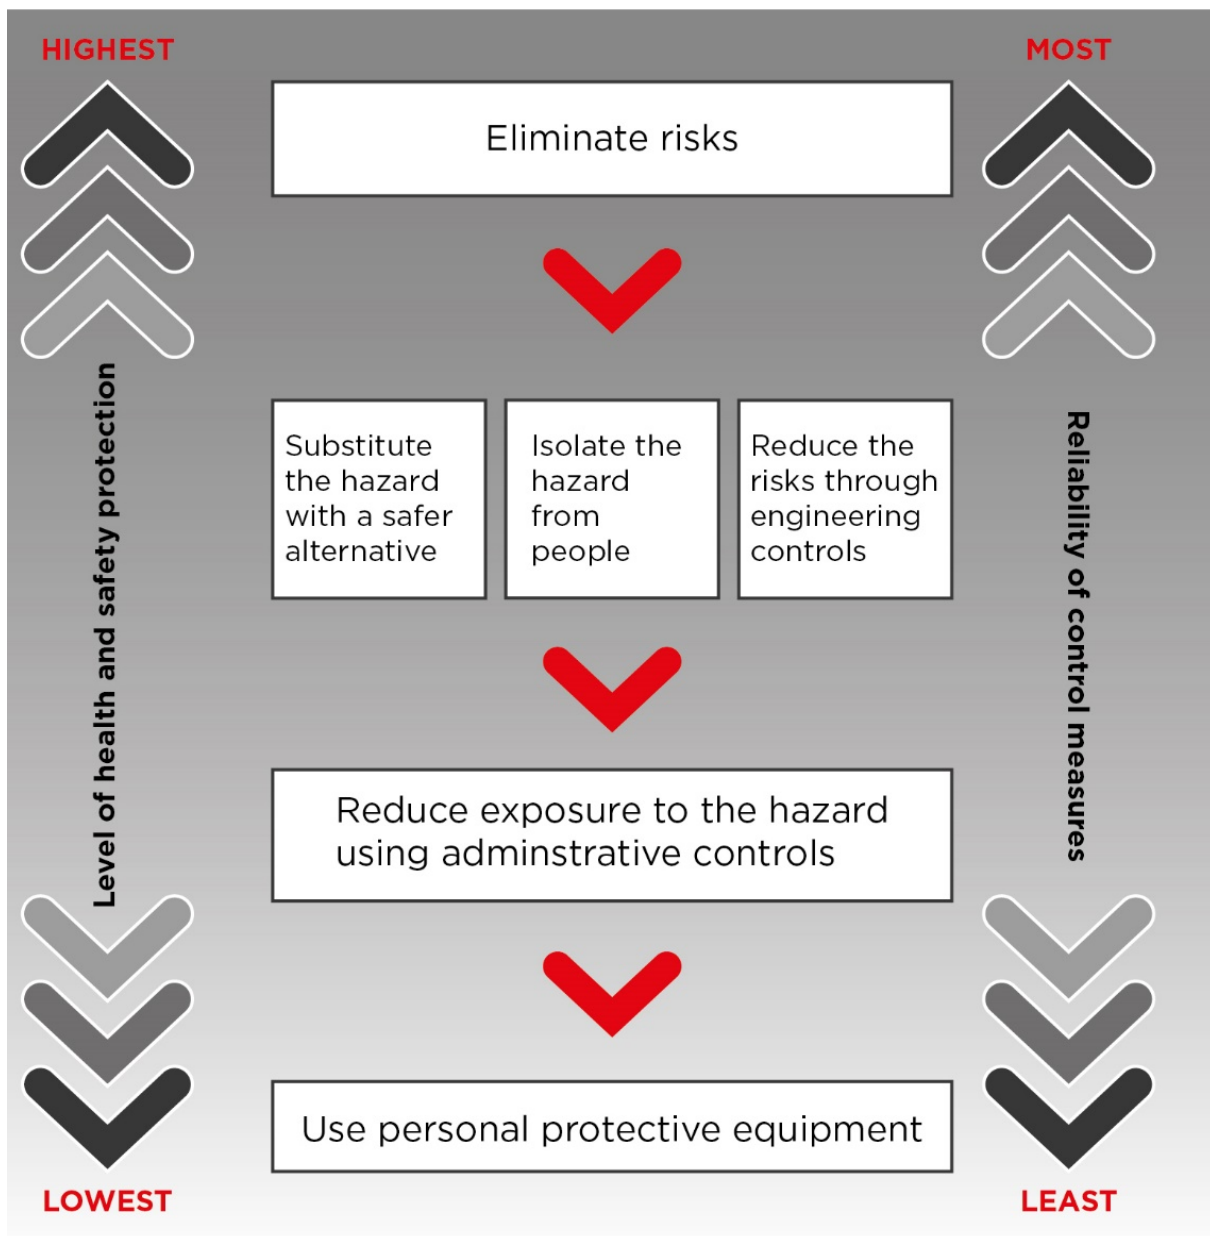 HIGHEST
MOST
Eliminate risks
Substitute
the hazard
with a safer
alternative
Isolate the
hazard
from
people
Reduce the
risks through
engineering
controls
Level of health and safety protection
Reliability of control measures
Reduce exposure to the hazard
using adminstrative controls
Use personal protective equipment
LOWEST
LEAST